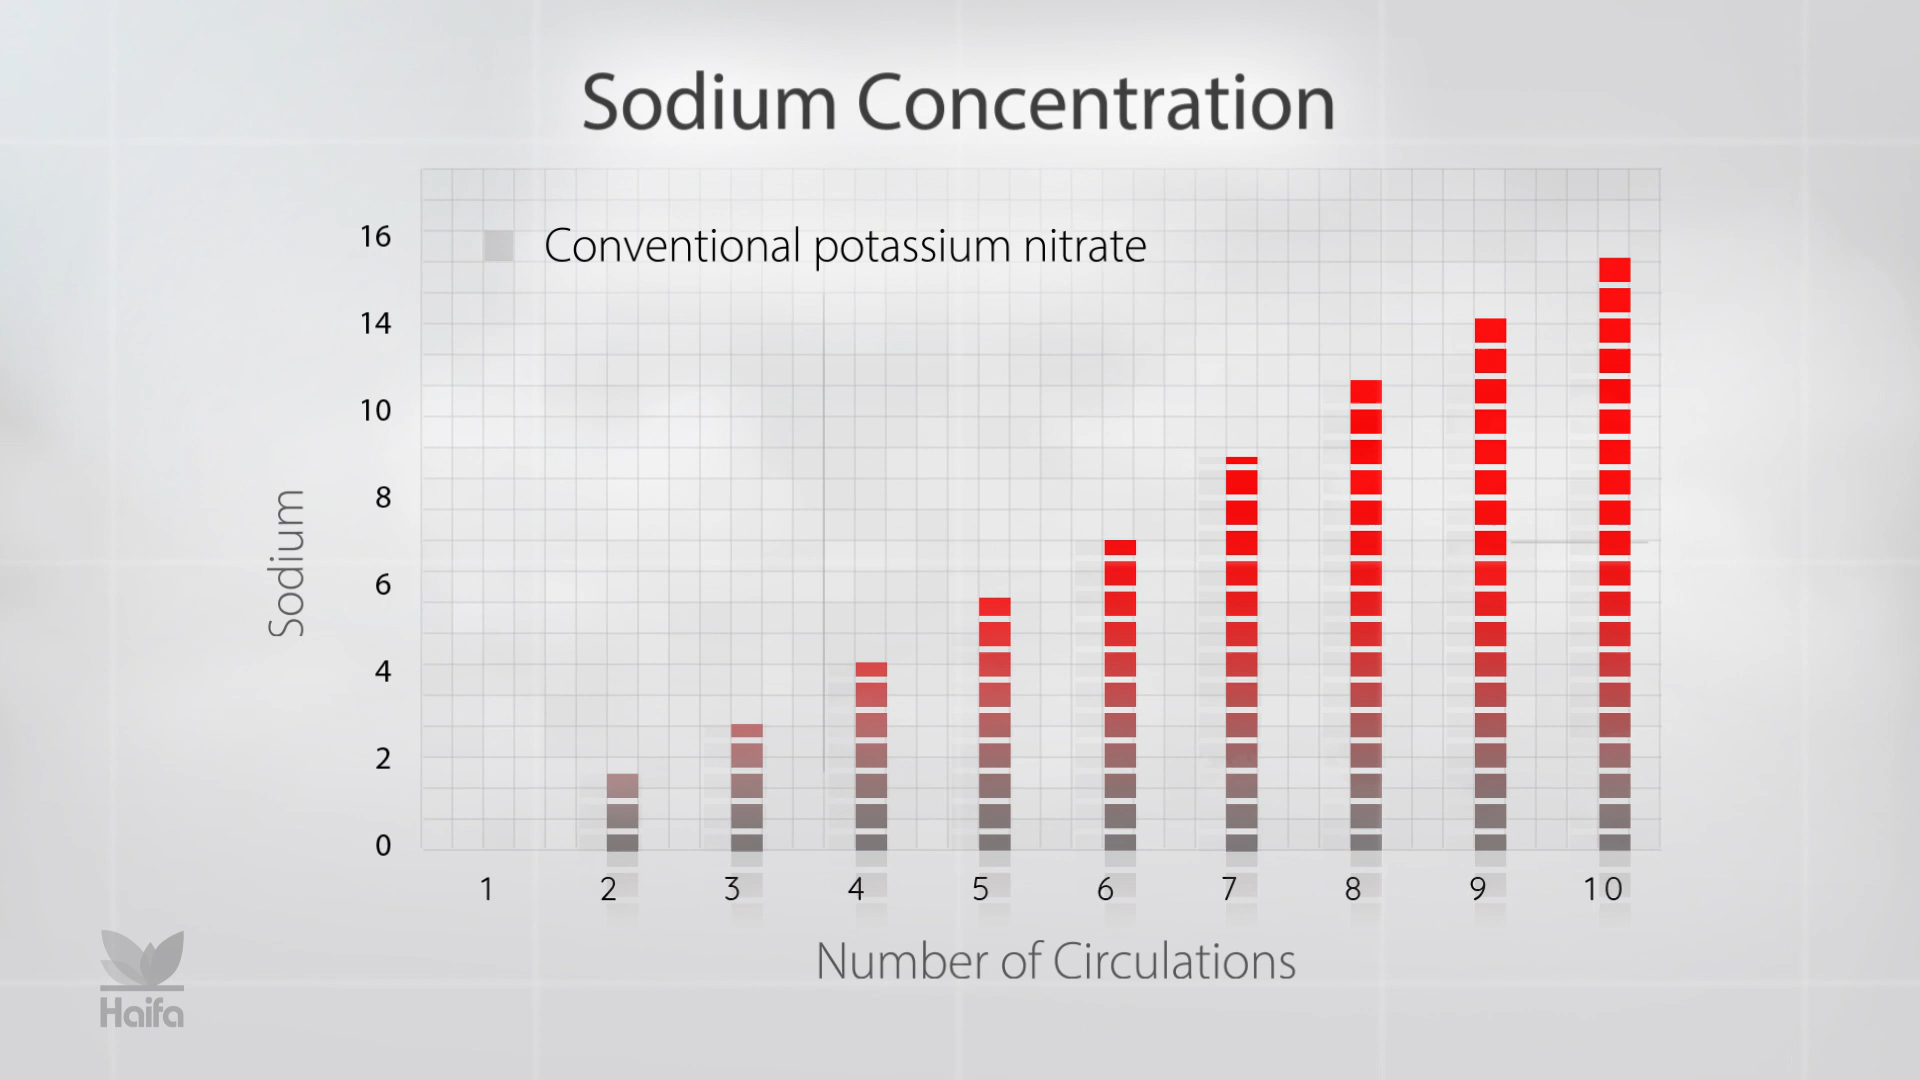 Sodium Concentration
Conventional potassium nitrate
16
14
10
8
6
4
2
0
Sodium
1 2 3 4 5 6 7 8 9 10
Number of Circulations
Haifa